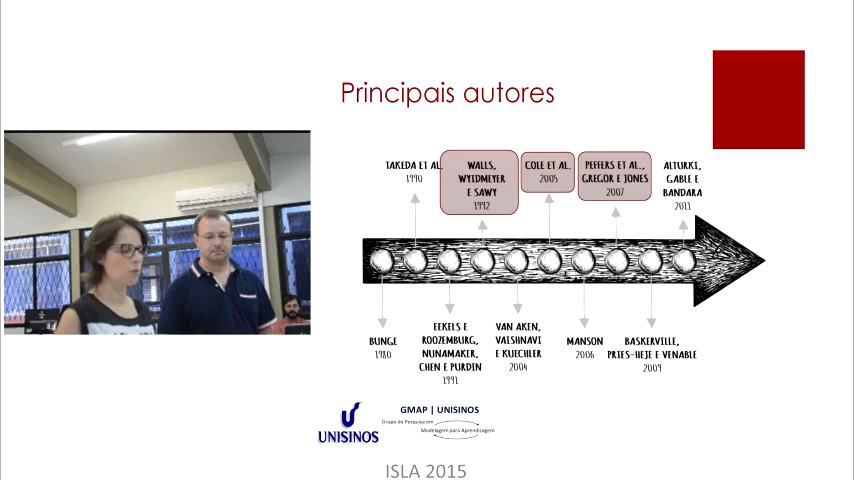 Principais autores
TAKEDA ET AL.
1990
WALLS,
WYIDMEYER
E SAWY
1992
COLE ET AL.
2005
PEFFERS ET AL.,
GREGOR E JONES
2007
ALTURKI,
GABLE E
BANDARA
2011
BUNGE
1980
EEKELS E
ROOZEMBURG,
NUNAMAKER,
CHEN E PURDIN
1991
VAN AKEN,
VAISHNAVI
E KUECHLER
2004
MANSON
2006
BASKERVILLE,
PRIES-HEJE E VENABLE
2009
UNISINOS
GMAP | UNISINOS
Grupo de Pesquisa em
Modelagem para Aprendizagem
ISLA 2015